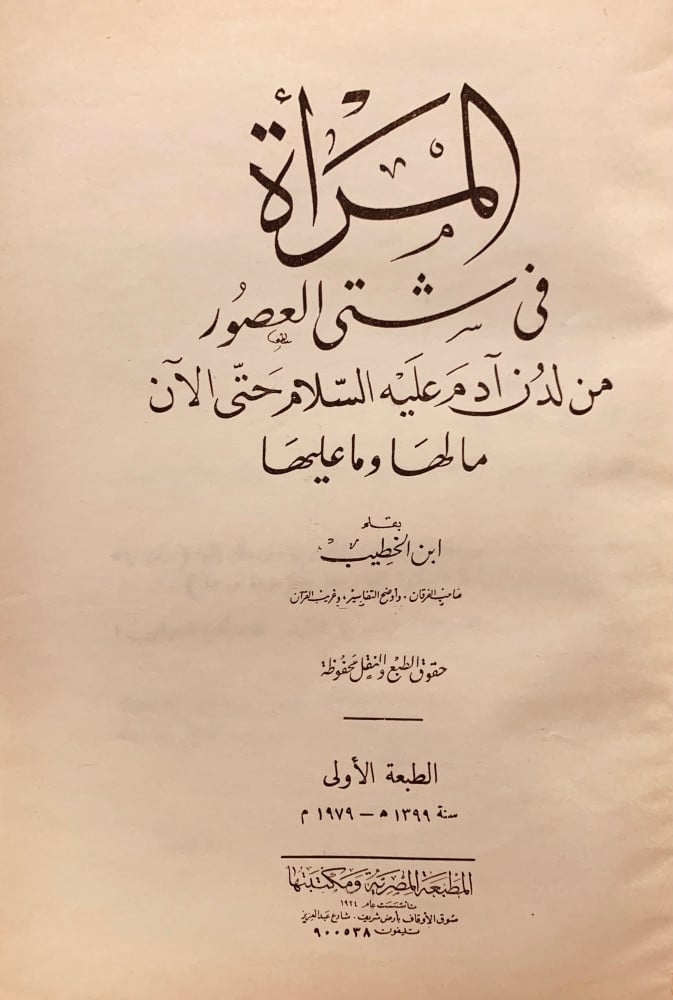 المرأة
فى شتى العصور
من لدن آدم عليه السلام حتى الآن
ما لها وما عليها
بقلم
ابن الخطيب
صاحب الفرقان، وأوضح التفاسير، وغريب القرآن
حقوق الطبع والنقل محفوظة
الطبعة الأولى
سنة ١٣٩٩ ه — ١٩٧٩ م
المطبعة المصرية ومكتبتها
تأسست عام ١٩٢٤
سوق الأوقاف بأرض شريف . شارع عبد العزيز
تليفون ٩٠٠٥٣٨